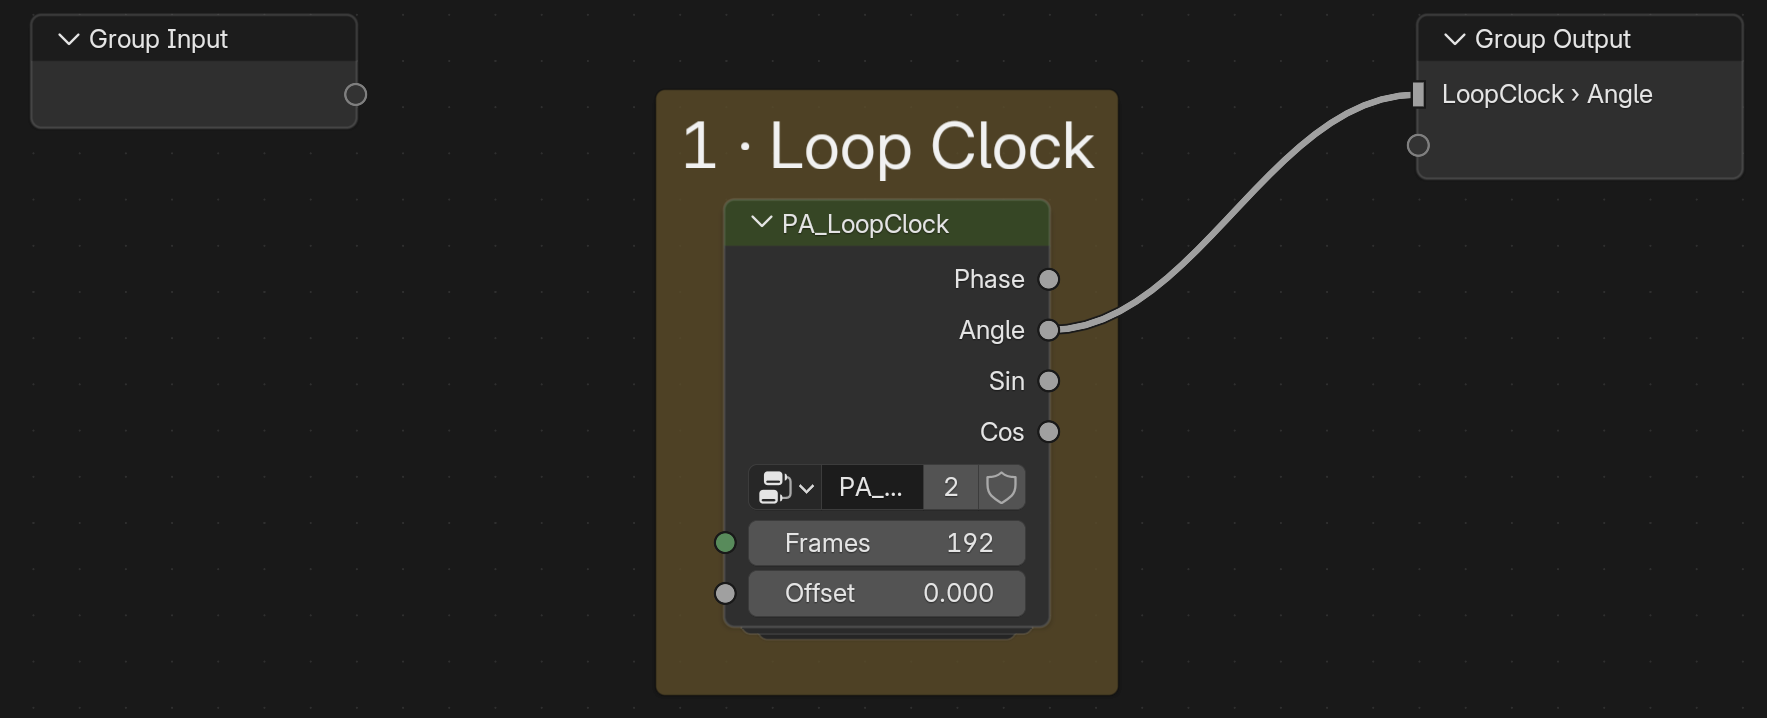 Group Input
Group Output
LoopClock › Angle
1 · Loop Clock
PA_LoopClock
Phase
Angle
Sin
Cos
PA_... 2
Frames 192
Offset 0.000